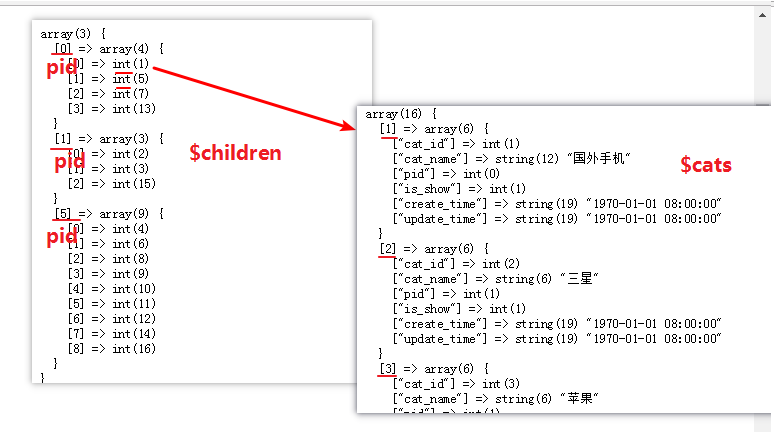 array(3) {
[0] => array(4) {
[0] => int(1)
[1] => int(5)
[2] => int(7)
[3] => int(13)
}
[1] => array(3) {
[0] => int(2)
[1] => int(3)
[2] => int(15)
}
[5] => array(9) {
[0] => int(4)
[1] => int(6)
[2] => int(8)
[3] => int(9)
[4] => int(10)
[5] => int(11)
[6] => int(12)
[7] => int(14)
[8] => int(16)
}
}
pid
pid
pid
$children
array(16) {
[1] => array(6) {
["cat_id"] => int(1)
["cat_name"] => string(12) "国外手机"
["pid"] => int(0)
["is_show"] => int(1)
["create_time"] => string(19) "1970-01-01 08:00:00"
["update_time"] => string(19) "1970-01-01 08:00:00"
}
[2] => array(6) {
["cat_id"] => int(2)
["cat_name"] => string(6) "三星"
["pid"] => int(1)
["is_show"] => int(1)
["create_time"] => string(19) "1970-01-01 08:00:00"
["update_time"] => string(19) "1970-01-01 08:00:00"
}
[3] => array(6) {
["cat_id"] => int(3)
["cat_name"] => string(6) "苹果"
["pid"] => int(1)
$cats